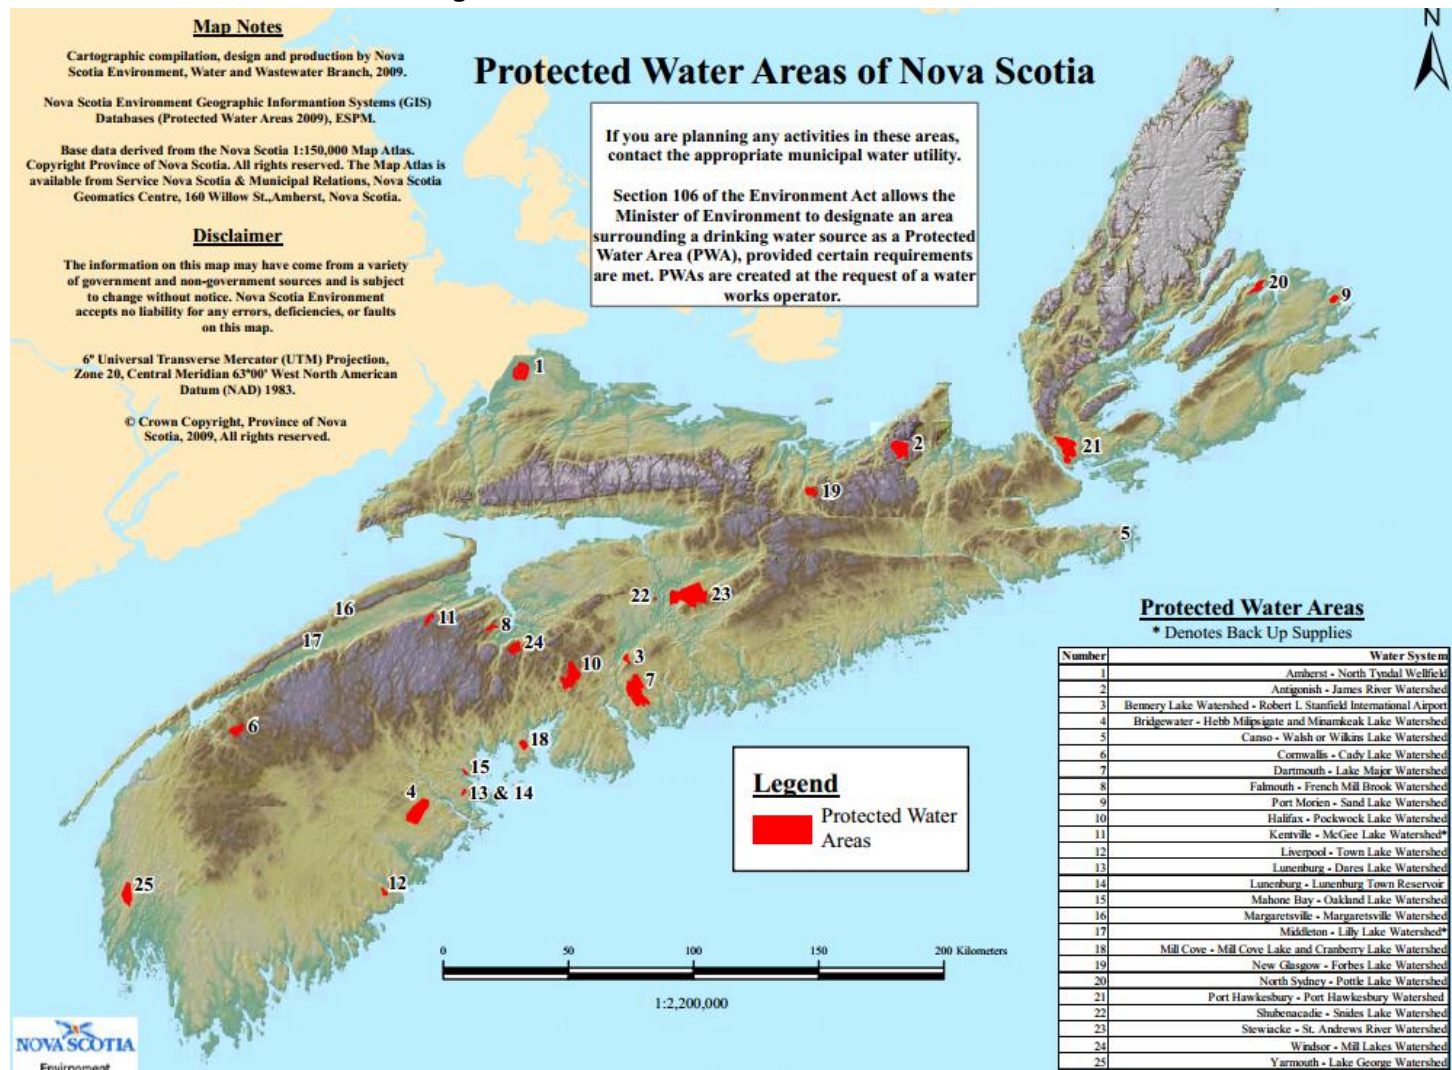 Map Notes
Cartographic compilation, design and production by Nova
Scotia Environment, Water and Wastewater Branch, 2009.
Nova Scotia Environment Geographic Informantion Systems (GIS)
Databases (Protected Water Areas 2009), ESPM.
Base data derived from the Nova Scotia 1:150,000 Map Atlas.
Copyright Province of Nova Scotia. All rights reserved. The Map Atlas is
available from Service Nova Scotia & Municipal Relations, Nova Scotia
Geomatics Centre, 160 Willow St.,Amherst, Nova Scotia.
Disclaimer
The information on this map may have come from a variety
of government and non-government sources and is subject
to change without notice. Nova Scotia Environment
accepts no liability for any errors, deficiencies, or faults
on this map.
6° Universal Transverse Mercator (UTM) Projection,
Zone 20, Central Meridian 63°00' West North American
Datum (NAD) 1983.
© Crown Copyright, Province of Nova
Scotia, 2009, All rights reserved.
Protected Water Areas of Nova Scotia
If you are planning any activities in these areas,
contact the appropriate municipal water utility.
Section 106 of the Environment Act allows the
Minister of Environment to designate an area
surrounding a drinking water source as a Protected
Water Area (PWA), provided certain requirements
are met. PWAs are created at the request of a water
works operator.
N
20
9
1
2
21
19
5
22
23
16
11
8
17
24
3
10
7
6
18
15
4
13 & 14
12
25
Legend
Protected Water
Areas
0 50 100 150 200 Kilometers
1:2,200,000
NOVA SCOTIA
Environment
Protected Water Areas
* Denotes Back Up Supplies
Number Water System
1 Amherst - North Tyndal Wellfield
2 Antigonish - James River Watershed
3 Bennery Lake Watershed - Robert L Stanfield International Airport
4 Bridgewater - Hebb Milipsigate and Minamkeak Lake Watershed
5 Canso - Walsh or Wilkins Lake Watershed
6 Cornwallis - Cady Lake Watershed
7 Dartmouth - Lake Major Watershed
8 Falmouth - French Mill Brook Watershed
9 Port Morien - Sand Lake Watershed
10 Halifax - Pockwock Lake Watershed
11 Kentville - McGee Lake Watershed*
12 Liverpool - Town Lake Watershed
13 Lunenburg - Dares Lake Watershed
14 Lunenburg - Lunenburg Town Reservoir
15 Mahone Bay - Oakland Lake Watershed
16 Margaretsville - Margaretsville Watershed
17 Middleton - Lilly Lake Watershed*
18 Mill Cove - Mill Cove Lake and Cranberry Lake Watershed
19 New Glasgow - Forbes Lake Watershed
20 North Sydney - Pottle Lake Watershed
21 Port Hawkesbury - Port Hawkesbury Watershed
22 Shubenacadie - Snides Lake Watershed
23 Stewiacke - St. Andrews River Watershed
24 Windsor - Mill Lakes Watershed
25 Yarmouth - Lake George Watershed